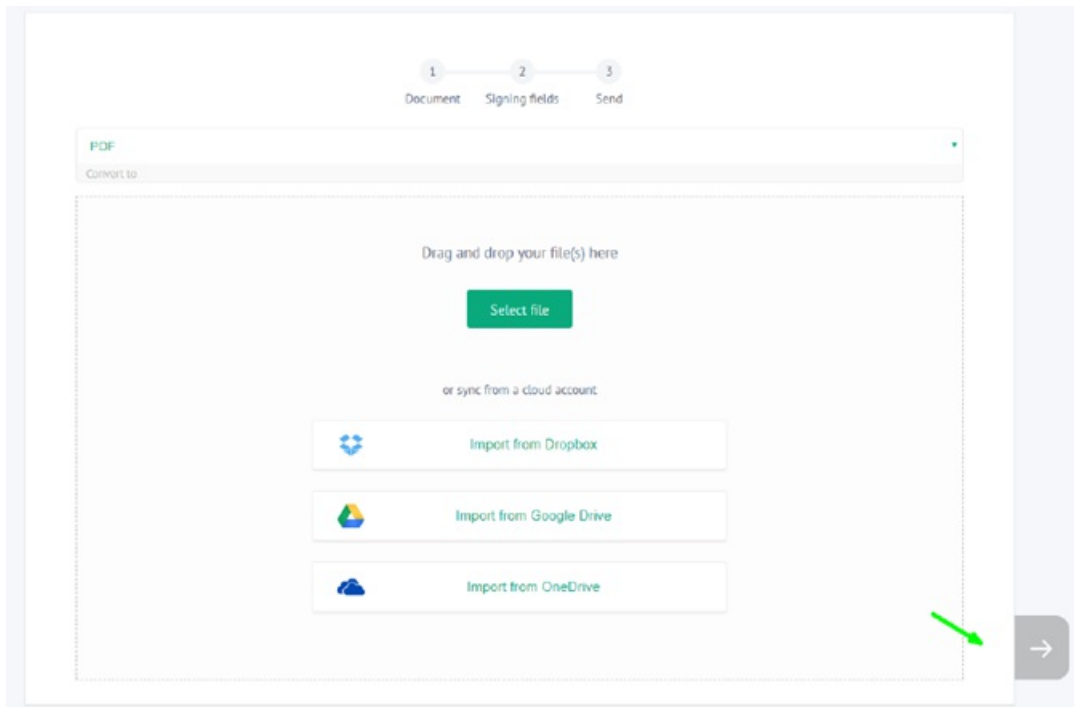 1 2 3
Document Signing fields Send
PDF
Convert to
Drag and drop your file(s) here
Select file
or sync from a cloud account
Import from Dropbox
Import from Google Drive
Import from OneDrive